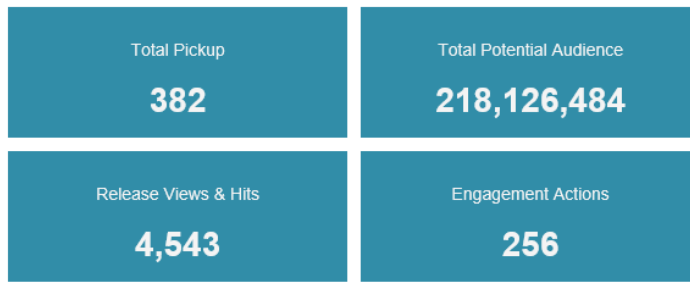 Total Pickup
382
Total Potential Audience
218,126,484
Release Views & Hits
4,543
Engagement Actions
256